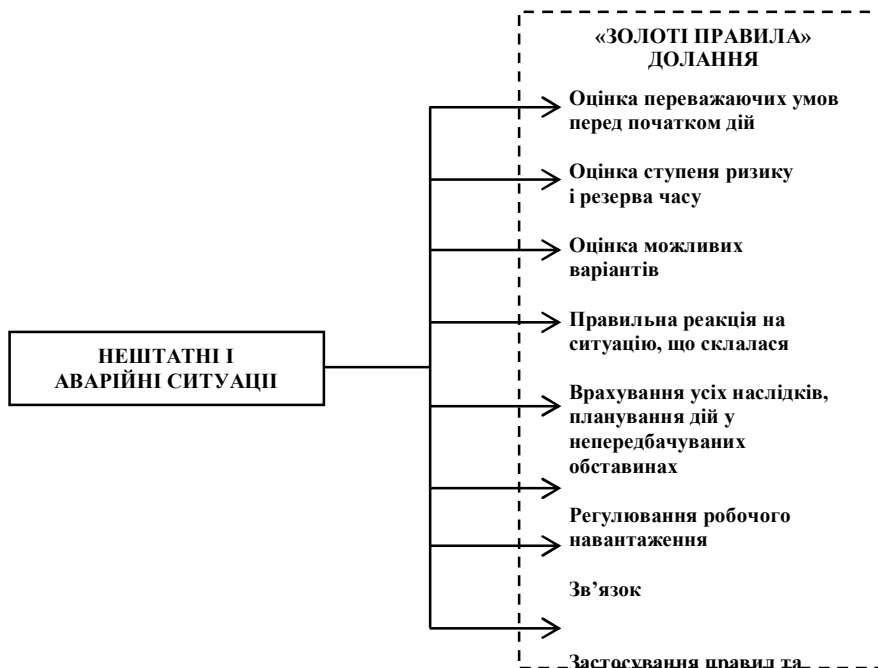 «ЗОЛОТІ ПРАВИЛА»
ДОЛАННЯ
Оцінка переважаючих умов
перед початком дій
Оцінка ступеня ризику
і резерва часу
Оцінка можливих
варіантів
Правильна реакція на
ситуацію, що склалася
НЕШТАТНІ І
АВАРІЙНІ СИТУАЦІІ
Врахування усіх наслідків,
планування дій у
непередбачуваних
обставинах
Регулювання робочого
навантаження
Зв’язок
Застосування правил та